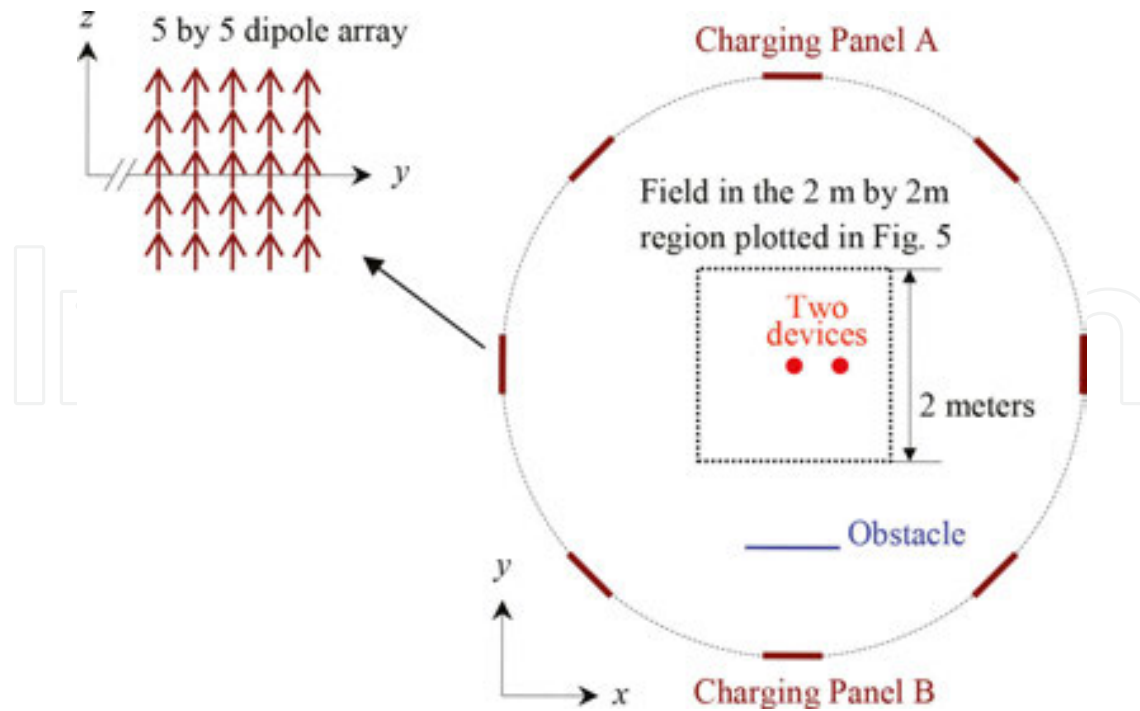 z
5 by 5 dipole array
y
Charging Panel A
Field in the 2 m by 2m
region plotted in Fig. 5
Two
devices
2 meters
Obstacle
y
x
Charging Panel B